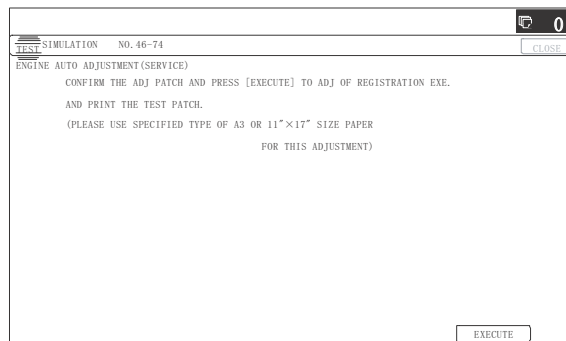 0
TEST SIMULATION NO.46-74
CLOSE
ENGINE AUTO ADJUSTMENT(SERVICE)
CONFIRM THE ADJ PATCH AND PRESS [EXECUTE] TO ADJ OF REGISTRATION EXE.
AND PRINT THE TEST PATCH.
(PLEASE USE SPECIFIED TYPE OF A3 OR 11"×17" SIZE PAPER
FOR THIS ADJUSTMENT)
EXECUTE